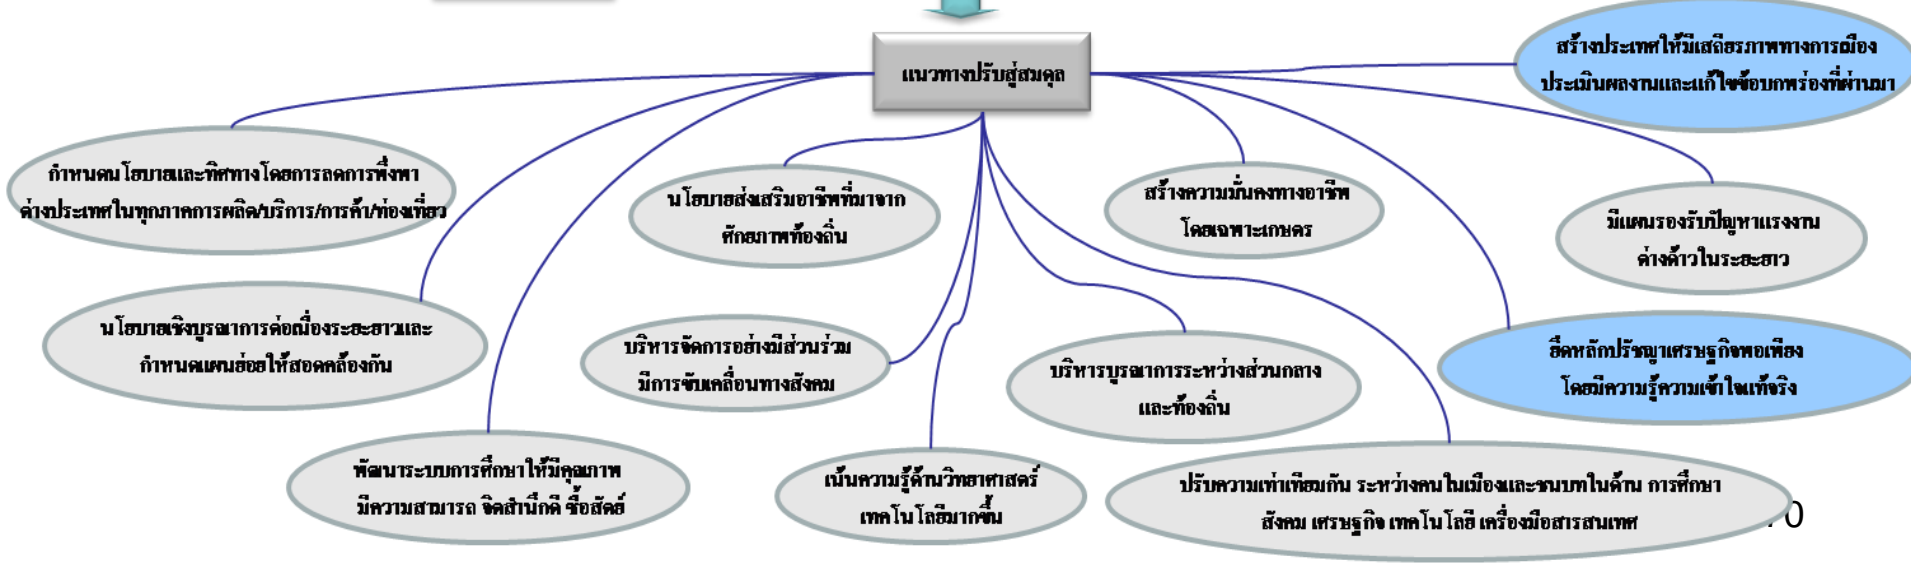 แนวทางปรับสู่สมดุล
สร้างประเทศให้มีเสถียรภาพทางการเมือง
ประเมินผลงานและแก้ไขข้อบกพร่องที่ผ่านมา
กำหนดนโยบายและทิศทางโดยการลดการพึ่งพา
ต่างประเทศในทุกภาคการผลิต/บริการ/การค้า/ท่องเที่ยว
นโยบายส่งเสริมอาชีพที่มาจาก
ศักยภาพท้องถิ่น
สร้างความมั่นคงทางอาชีพ
โดยเฉพาะเกษตร
มีแผนรองรับปัญหาแรงงาน
ต่างด้าวในระยะยาว
นโยบายเชิงบูรณาการต่อเนื่องระยะยาวและ
กำหนดแผนย่อยให้สอดคล้องกัน
บริหารจัดการอย่างมีส่วนร่วม
มีการขับเคลื่อนทางสังคม
บริหารบูรณาการระหว่างส่วนกลาง
และท้องถิ่น
ยึดหลักปรัชญาเศรษฐกิจพอเพียง
โดยมีความรู้ความเข้าใจแท้จริง
พัฒนาระบบการศึกษาให้มีคุณภาพ
มีความสามารถ จิตสำนึกดี ซื่อสัตย์
เน้นความรู้ด้านวิทยาศาสตร์
เทคโนโลยีมากขึ้น
ปรับความเท่าเทียมกัน ระหว่างคนในเมืองและชนบทในด้าน การศึกษา
สังคม เศรษฐกิจ เทคโนโลยี เครื่องมือสารสนเทศ